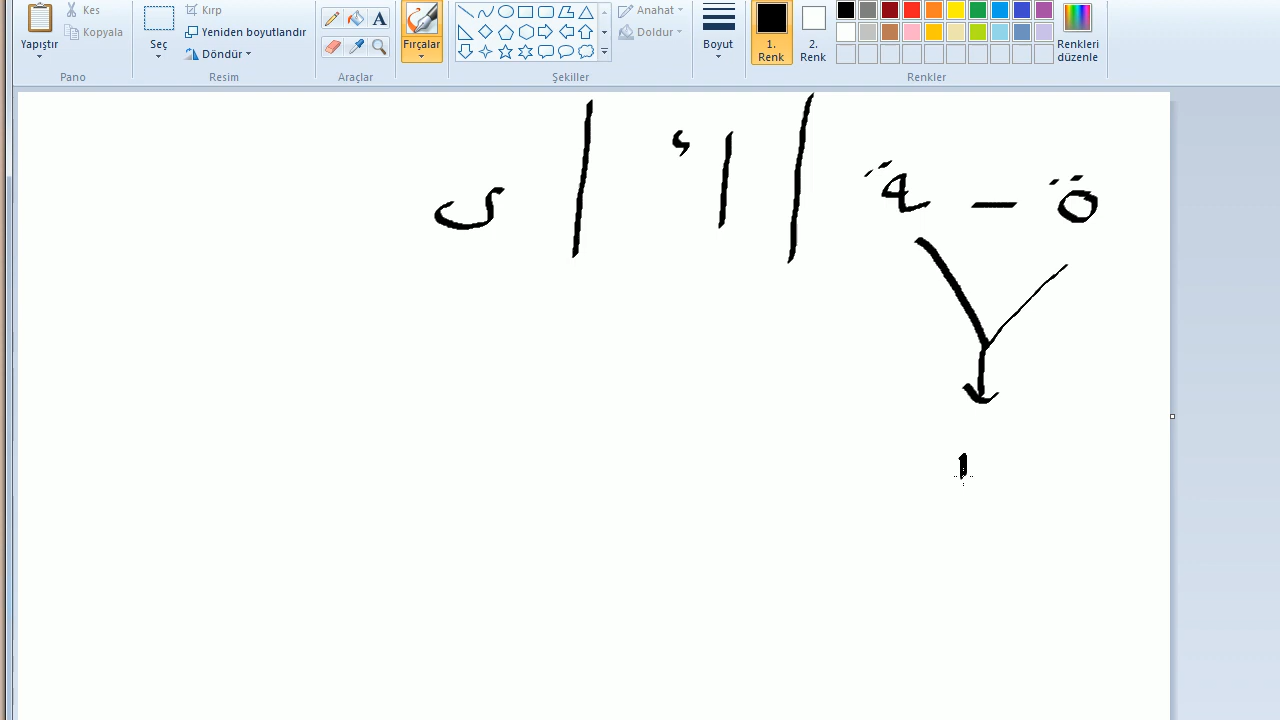 Yapıştır
Kes
Kopyala
Pano
Seç
Kırp
Yeniden boyutlandır
Döndür
Resim
A
Araçlar
Fırçalar
Anahat
Doldur
Şekiller
Boyut
1.
Renk
2.
Renk
Renkleri
düzenle
Renkler
ة - ـة | ا ء | ى